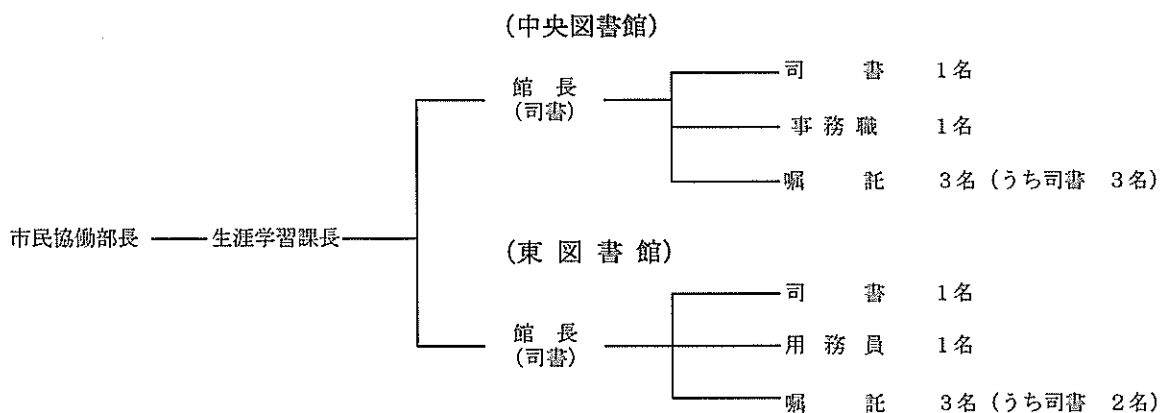 (中央図書館)
司書 1名
館長
(司書)
事務職 1名
嘱託 3名 (うち司書 3名)
市民協働部長 生涯学習課長
(東図書館)
司書 1名
館長
(司書)
用務員 1名
嘱託 3名 (うち司書 2名)